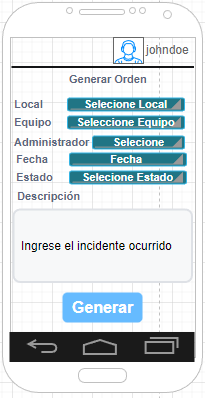 johndoe
Generar Orden
Local Selecione Local
Equipo Seleccione Equipo
Administrador Selecione
Fecha Fecha
Estado Selecione Estado
Descripción
Ingrese el incidente ocurrido
Generar